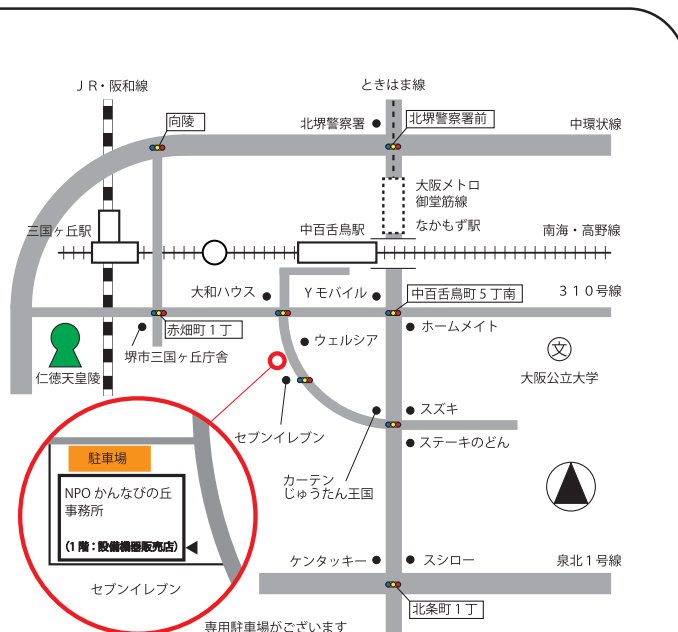 ＪＲ・阪和線
ときはま線
向陵
北堺警察署
北堺警察署前
中環状線
大阪メトロ
御堂筋線
なかもず駅
三国ヶ丘駅
中百舌鳥駅
南海・高野線
大和ハウス
Ｙモバイル
中百舌鳥町５丁南
３１０号線
赤畑町１丁
ホームメイト
ウェルシア
文
堺市三国ヶ丘庁舎
仁徳天皇陵
大阪公立大学
スズキ
セブンイレブン
ステーキのどん
駐車場
カーテン
じゅうたん王国
NPO かんなびの丘
事務所
（1 階：設備機器販売店）
ケンタッキー
スシロー
泉北１号線
セブンイレブン
北条町１丁
専用駐車場がございます